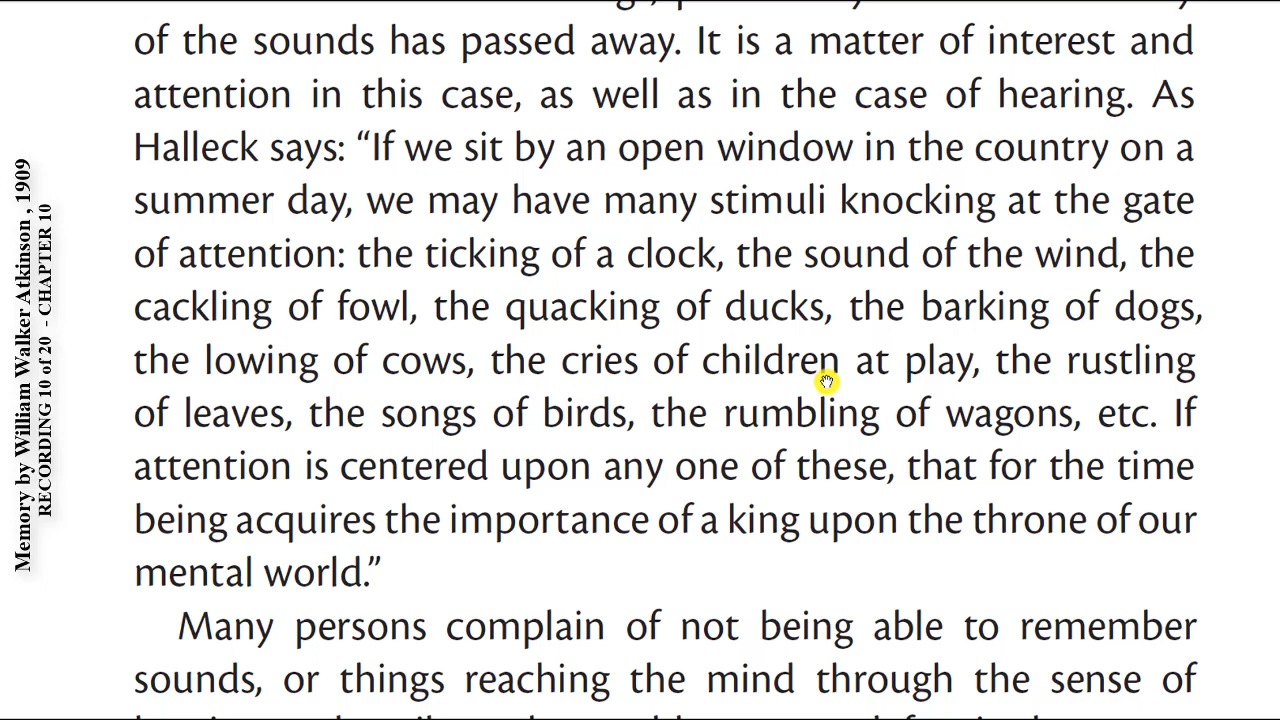 of the sounds has passed away. It is a matter of interest and
attention in this case, as well as in the case of hearing. As
Halleck says: “If we sit by an open window in the country on a
summer day, we may have many stimuli knocking at the gate
of attention: the ticking of a clock, the sound of the wind, the
cackling of fowl, the quacking of ducks, the barking of dogs,
the lowing of cows, the cries of children at play, the rustling
of leaves, the songs of birds, the rumbling of wagons, etc. If
attention is centered upon any one of these, that for the time
being acquires the importance of a king upon the throne of our
mental world.”
Many persons complain of not being able to remember
sounds, or things reaching the mind through the sense of
Memory by William Walker Atkinson , 1909
RECORDING 10 of 20 - CHAPTER 10